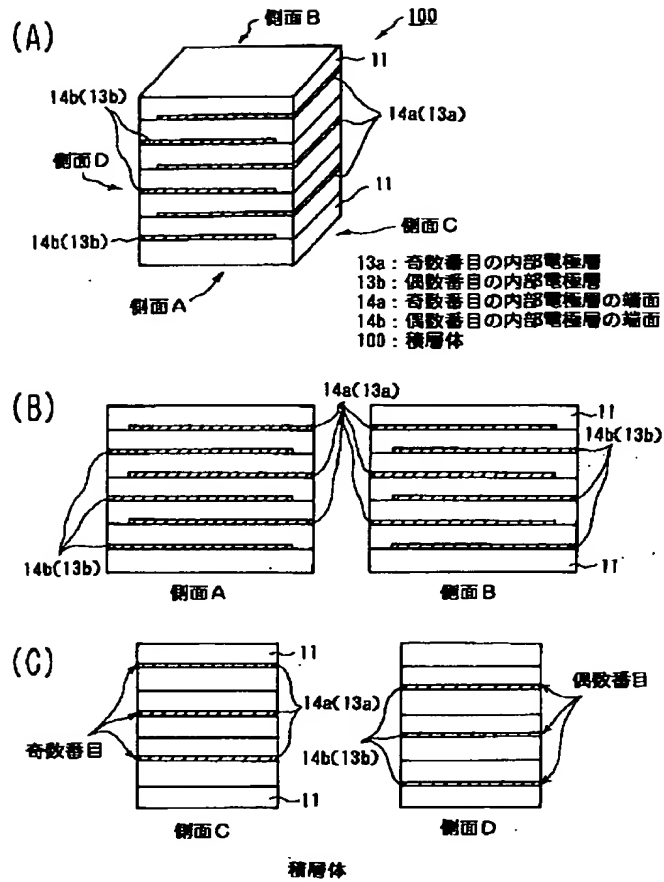 (A)
側面B
100
11
14b(13b)
14a(13a)
側面D
11
側面C
14b(13b)
側面A
13a:奇数番目の内部電極層
13b:偶数番目の内部電極層
14a:奇数番目の内部電極層の端面
14b:偶数番目の内部電極層の端面
100:積層体
(B)
14a(13a)
11
14b(13b)
14b(13b)
11
側面A
側面B
(C)
11
偶数番目
14a(13a)
奇数番目
14b(13b)
11
側面C
側面D
積層体